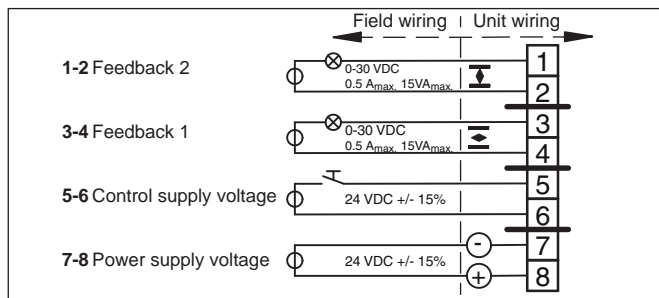 Field wiring Unit wiring
1-2 Feedback 2
0-30 VDC
0.5 Amax. 15VAmax.
1
2
3-4 Feedback 1
0-30 VDC
0.5 Amax. 15VAmax.
3
4
5-6 Control supply voltage
24 VDC +/- 15%
5
6
7-8 Power supply voltage
24 VDC +/- 15%
-
+
7
8